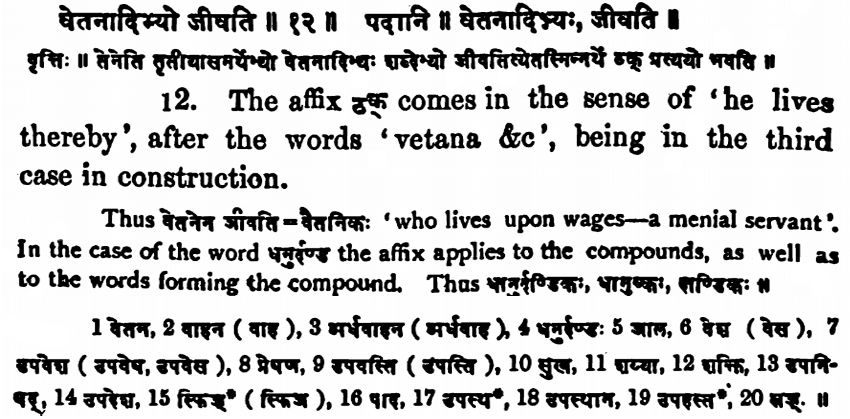 वेतनादिभ्यो जीवति ॥ १२ ॥ पदानि ॥ वेतनादिभ्यः, जीवति ॥
वृत्तिः ॥ तेनेति तृतीयासमर्थेभ्यो वेतनादिभ्यः शब्देभ्यो जीवतित्येतस्मिन्नर्थे ठक् प्रत्ययो भवति ॥
12. The affix ठक् comes in the sense of ‘he lives
thereby’, after the words ‘vetana &c’, being in the third
case in construction.
Thus वेतनेन जीवति = वैतनिकः ‘who lives upon wages—a menial servant’.
In the case of the word धनुर्दण्ड the affix applies to the compounds, as well as
to the words forming the compound. Thus धानुर्दण्डिकः, धानुष्कः, दाण्डिकः ॥
1 वेतन, 2 वाहन ( वाह ), 3 अर्धवाहन ( अर्धवाह ), 4 धनुर्दण्डः 5 जाल, 6 वेश ( वेस ), 7
उपवेश ( उपवेष, उपवेस ), 8 प्रेषण, 9 उपवस्ति ( उपस्ति ), 10 सुख, 11 शय्या, 12 शक्ति, 13 उपनि-
षद्, 14 उपदेश, 15 स्फिज्* ( स्फिज ), 16 पाद, 17 उपस्थ*, 18 उपस्थान, 19 उपहस्त*, 20 स्रक्. ॥